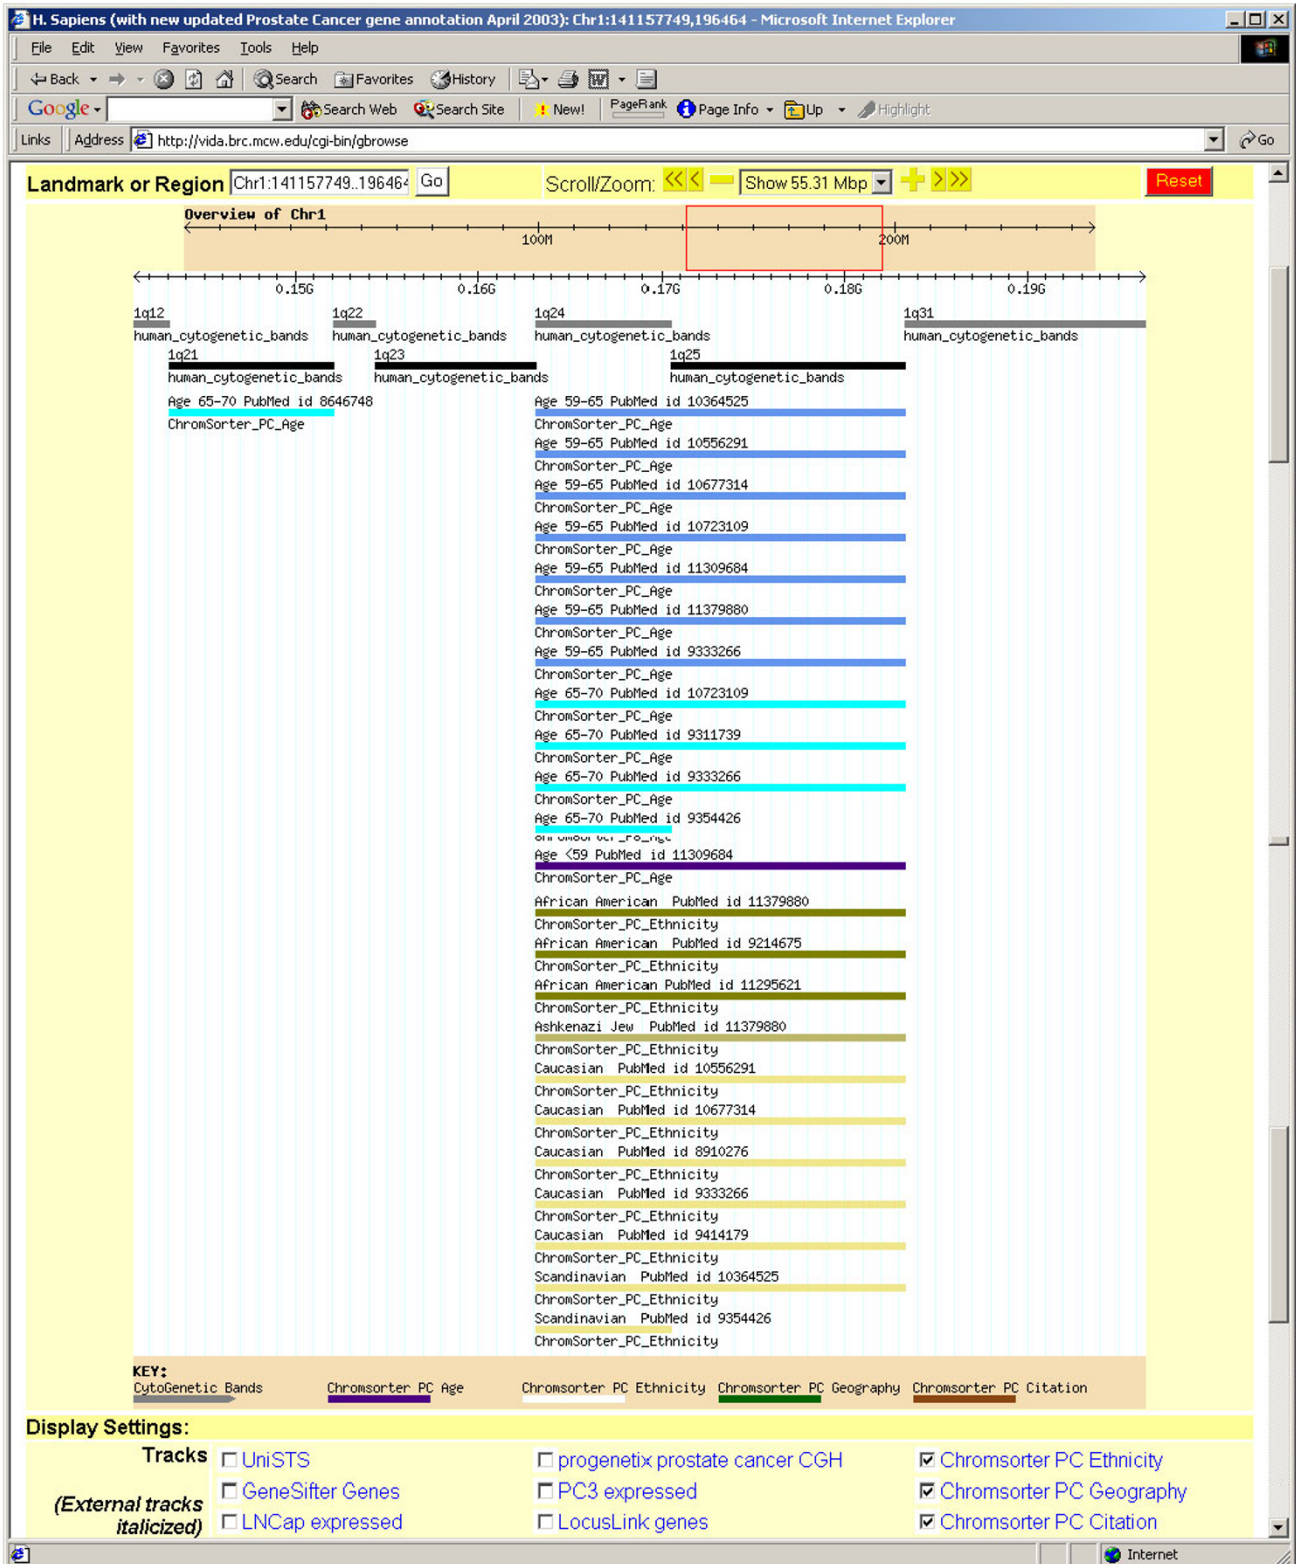 H. Sapiens (with new updated Prostate Cancer gene annotation April 2003): Chr1:141157749,196464 - Microsoft Internet Explorer
File Edit View Favorites Tools Help
Back Search Favorites History
Google Search Web Search Site New! PageRank Page Info Up Highlight
Links Address http://vida.brc.mcw.edu/cgi-bin/gbrowse Go
Landmark or Region Chr1:141157749..196464 Go Scroll/Zoom: << < Show 55.31 Mbp > >> Reset
Overview of Chr1
100M 200M
0.15G 0.16G 0.17G 0.18G 0.19G
1q12 1q22 1q24 1q31
human_cytogenetic_bands human_cytogenetic_bands human_cytogenetic_bands human_cytogenetic_bands
1q21 1q23 1q25
human_cytogenetic_bands human_cytogenetic_bands human_cytogenetic_bands
Age 65-70 PubMed id 8646748 Age 59-65 PubMed id 10364525
ChromSorter_PC_Age ChromSorter_PC_Age
Age 59-65 PubMed id 10556291
ChromSorter_PC_Age
Age 59-65 PubMed id 10677314
ChromSorter_PC_Age
Age 59-65 PubMed id 10723109
ChromSorter_PC_Age
Age 59-65 PubMed id 11309684
ChromSorter_PC_Age
Age 59-65 PubMed id 11379880
ChromSorter_PC_Age
Age 59-65 PubMed id 9333266
ChromSorter_PC_Age
Age 65-70 PubMed id 10723109
ChromSorter_PC_Age
Age 65-70 PubMed id 9311739
ChromSorter_PC_Age
Age 65-70 PubMed id 9333266
ChromSorter_PC_Age
Age 65-70 PubMed id 9354426
Age <59 PubMed id 11309684
ChromSorter_PC_Age
African American PubMed id 11379880
ChromSorter_PC_Ethnicity
African American PubMed id 9214675
ChromSorter_PC_Ethnicity
African American PubMed id 11295621
ChromSorter_PC_Ethnicity
Ashkenazi Jew PubMed id 11379880
ChromSorter_PC_Ethnicity
Caucasian PubMed id 10556291
ChromSorter_PC_Ethnicity
Caucasian PubMed id 10677314
ChromSorter_PC_Ethnicity
Caucasian PubMed id 8910276
ChromSorter_PC_Ethnicity
Caucasian PubMed id 9333266
ChromSorter_PC_Ethnicity
Caucasian PubMed id 9414179
ChromSorter_PC_Ethnicity
Scandinavian PubMed id 10364525
ChromSorter_PC_Ethnicity
Scandinavian PubMed id 9354426
ChromSorter_PC_Ethnicity
KEY:
CytoGenetic Bands Chromsorter PC Age Chromsorter PC Ethnicity Chromsorter PC Geography Chromsorter PC Citation
Display Settings:
Tracks UniSTS progenetix prostate cancer CGH Chromsorter PC Ethnicity
(External tracks GeneSifter Genes PC3 expressed Chromsorter PC Geography
italicized) LNCap expressed LocusLink genes Chromsorter PC Citation
Internet